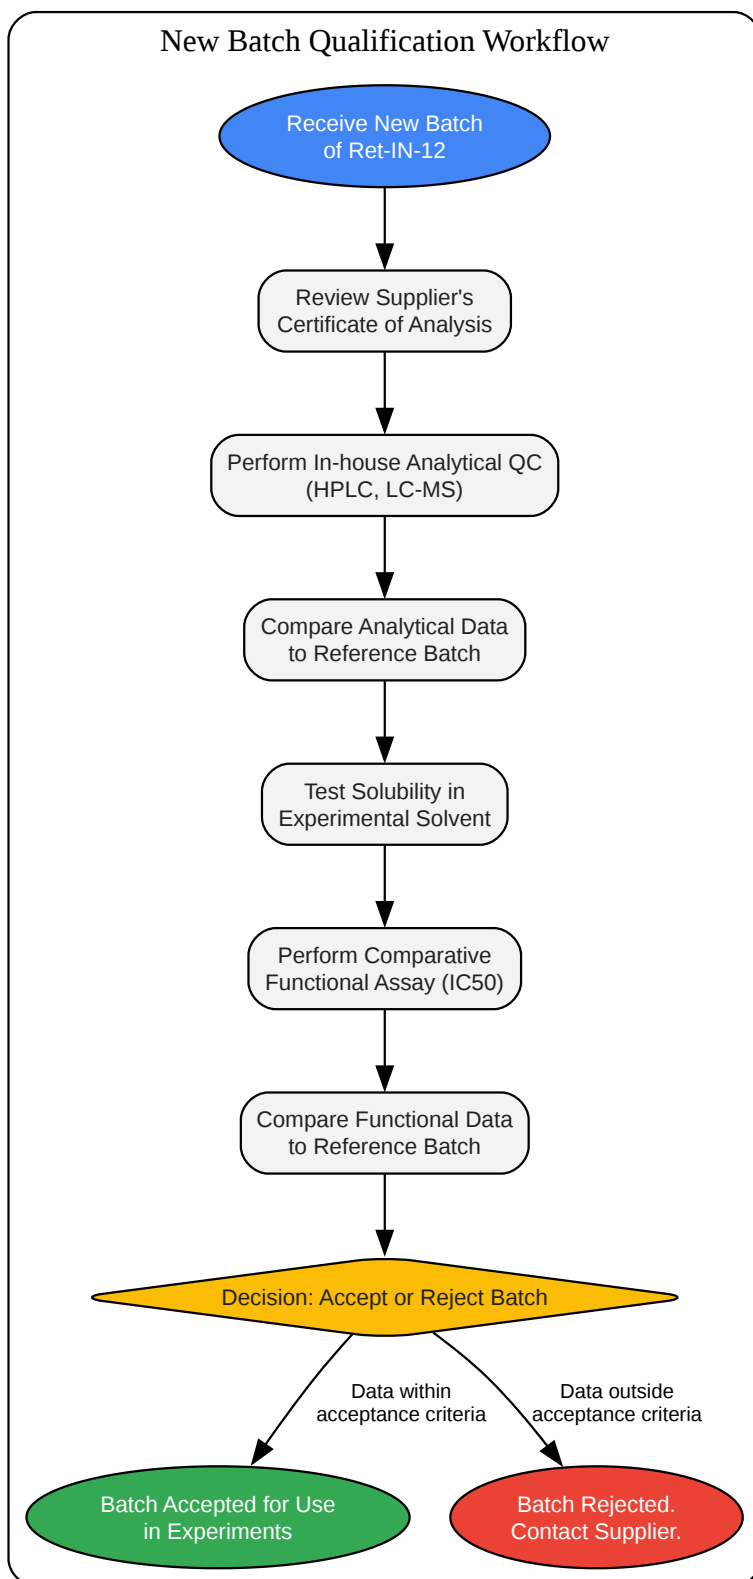 New Batch Qualification Workflow
Receive New Batch
of Ret-IN-12
Review Supplier's
Certificate of Analysis
Perform In-house Analytical QC
(HPLC, LC-MS)
Compare Analytical Data
to Reference Batch
Test Solubility in
Experimental Solvent
Perform Comparative
Functional Assay (IC50)
Compare Functional Data
to Reference Batch
Decision: Accept or Reject Batch
Data within
acceptance criteria
Data outside
acceptance criteria
Batch Accepted for Use
in Experiments
Batch Rejected.
Contact Supplier.